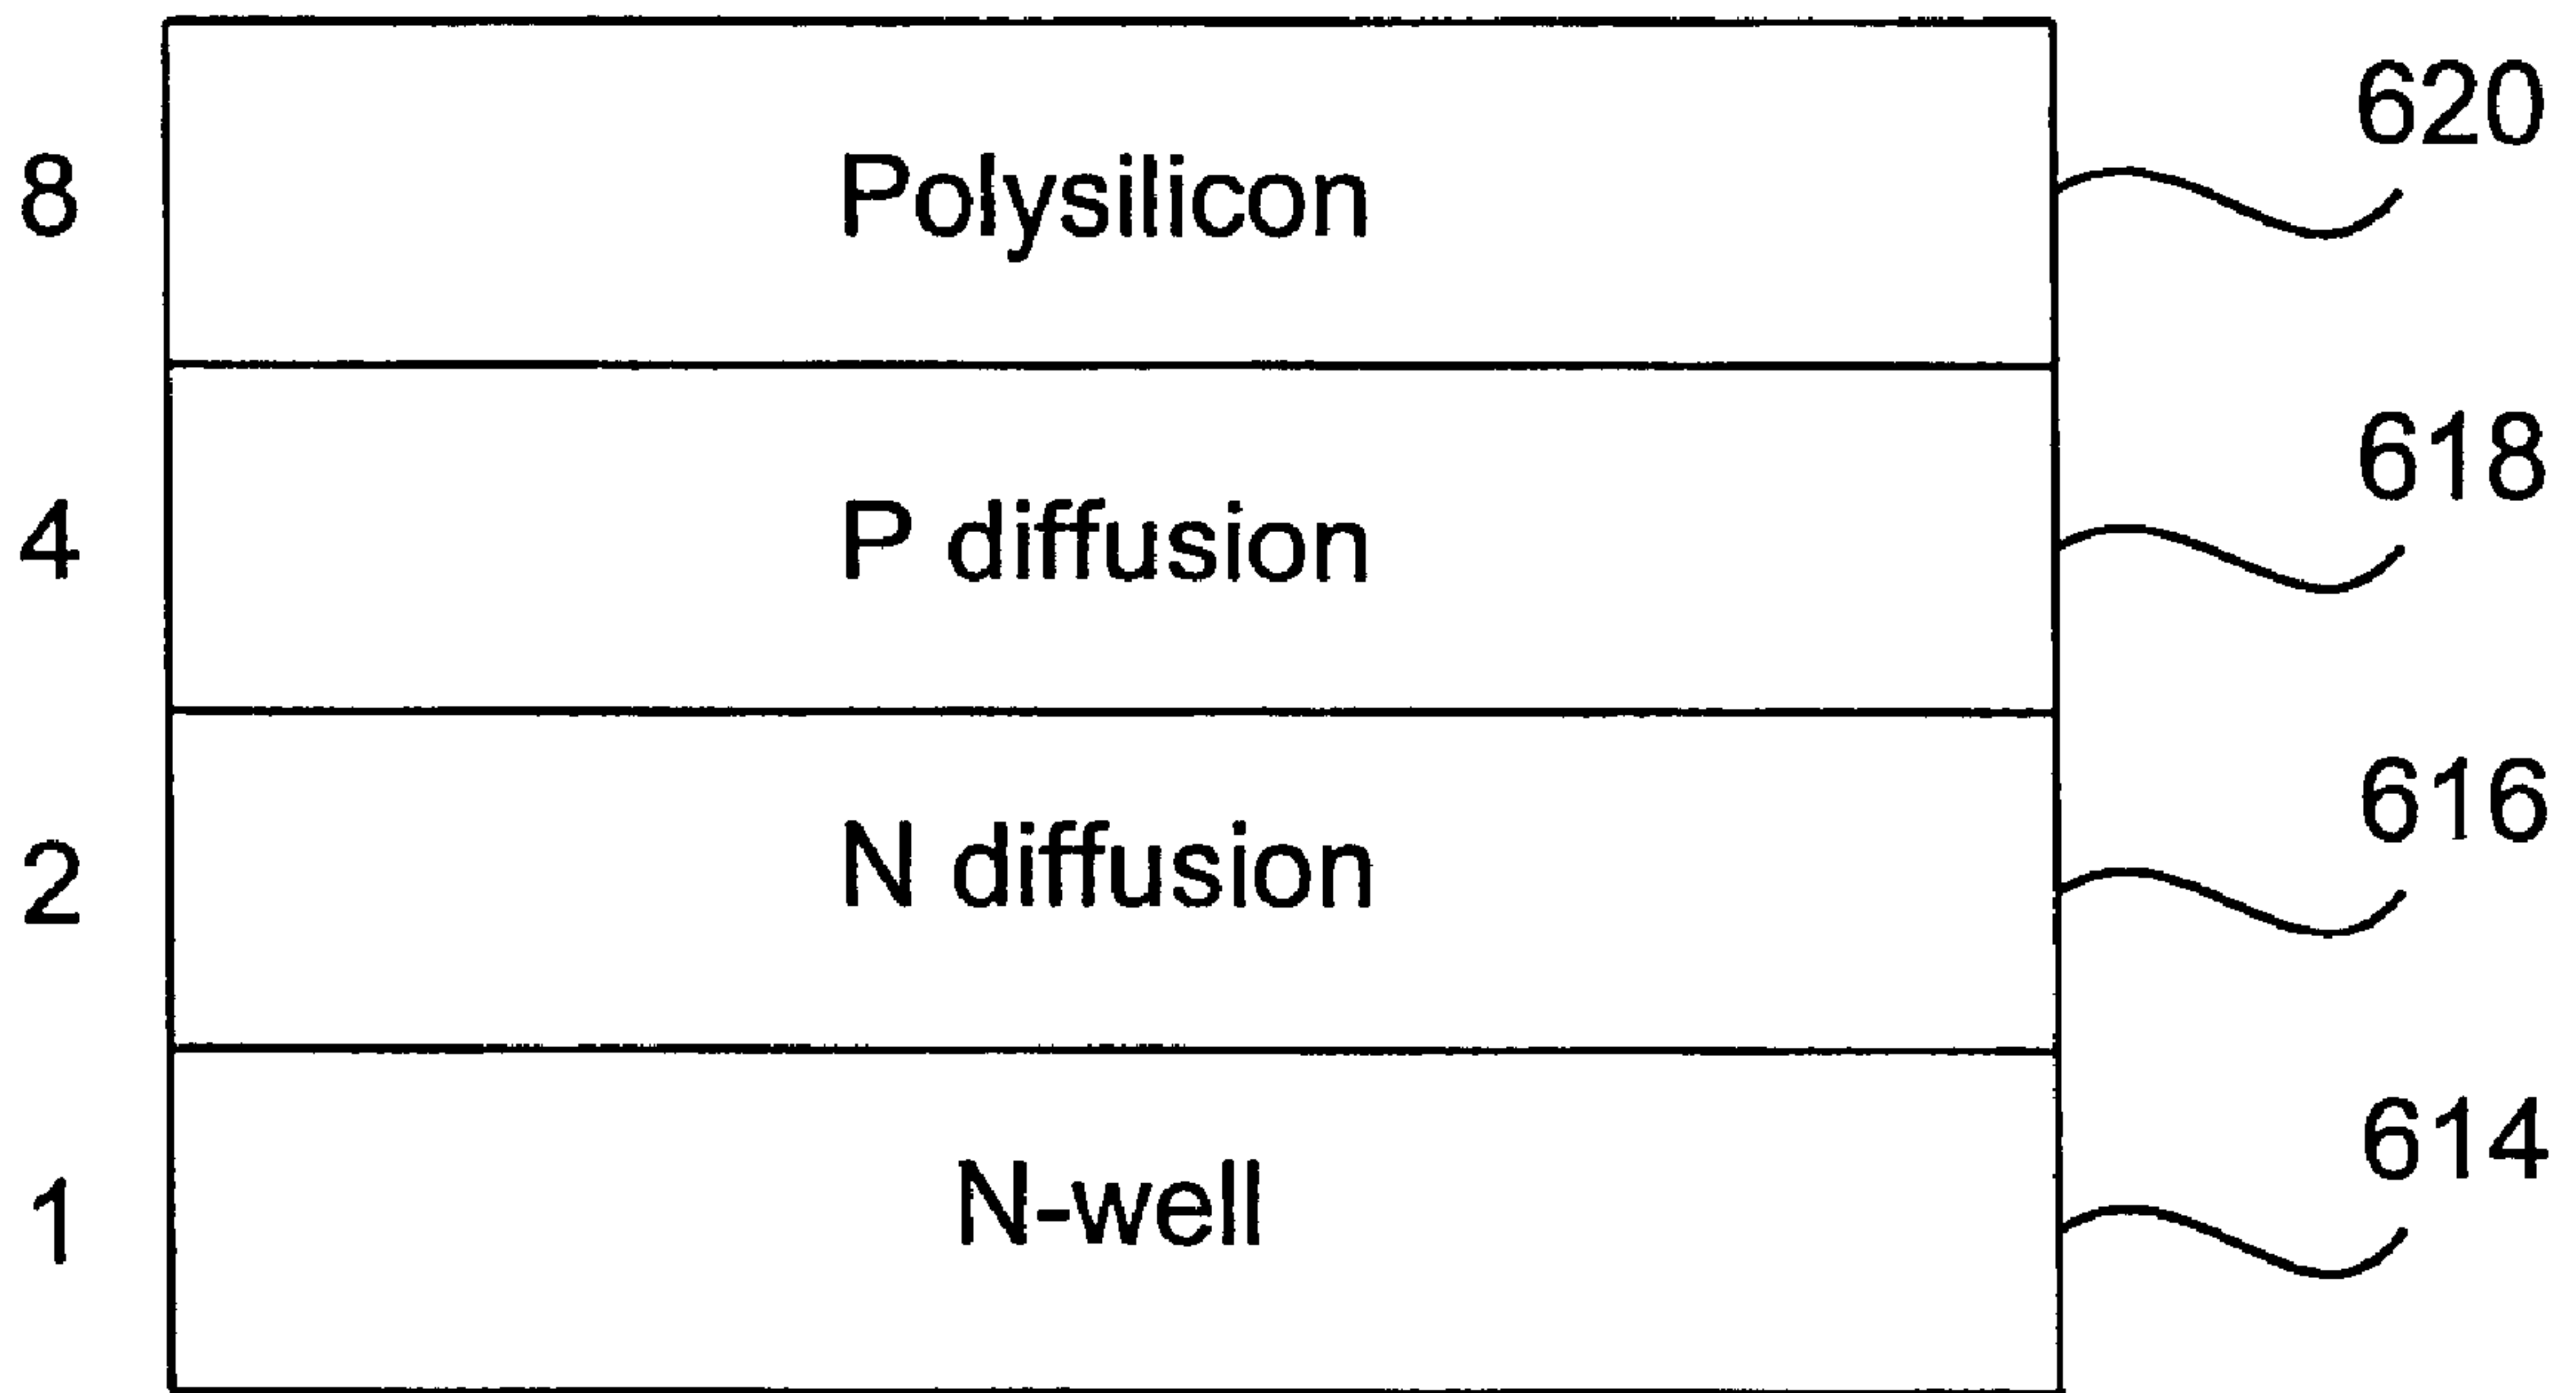 620
8 Polysilicon
618
4 P diffusion
616
2 N diffusion
614
1 N-well